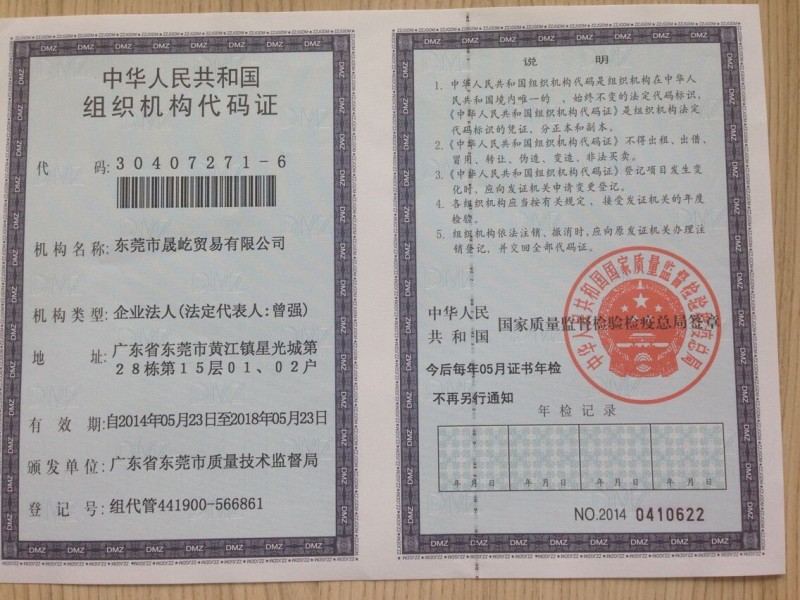 中华人民共和国
组织机构代码证
代 码: 30407271-6
机构名称: 东莞市晟屹贸易有限公司
机构类型: 企业法人(法定代表人:曾强)
地 址: 广东省东莞市黄江镇星光城第
28栋第15层01、02户
有 效 期: 自2014年05月23日至2018年05月23日
颁发单位: 广东省东莞市质量技术监督局
登 记 号: 组代管441900-566861
说 明
1. 中华人民共和国组织机构代码是组织机构在中华人
民共和国境内唯一的 、始终不变的法定代码标识,
《中华人民共和国组织机构代码证》是组织机构法定
代码标识的凭证, 分正本和副本。
2.《中华人民共和国组织机构代码证》不得出租、出借、
冒用、转让、伪造、变造、非法买卖。
3.《中华人民共和国组织机构代码证》登记项目发生变
化时, 应向发证机关申请变更登记。
4. 各组织机构应当按有关规定 、接受发证机关的年度
检验。
5. 组织机构依法注销、撤消时, 应向原发证机关办理注
销登记, 并交回全部代码证。
中华人民
共 和 国 国家质量监督检验检疫总局签章
中华人民共和国国家质量监督检验检疫总局
今后每年05月证书年检
不再另行通知
年 检 记 录
年 月 日 年 月 日 年 月 日 年 月 日
NO.2014 0410622
DMZ